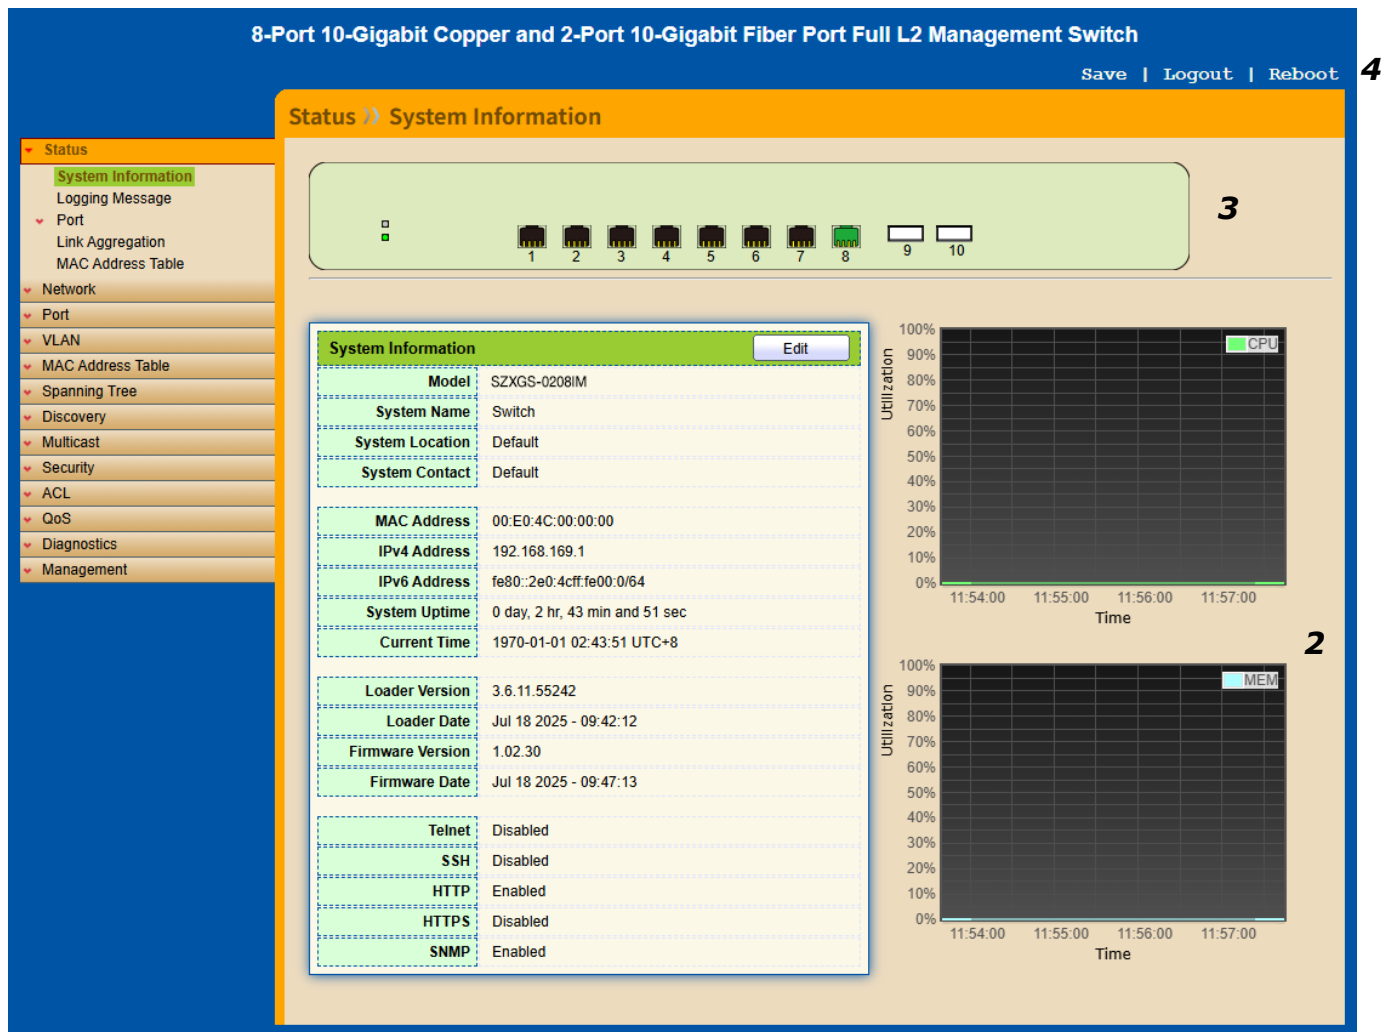 8-Port 10-Gigabit Copper and 2-Port 10-Gigabit Fiber Port Full L2 Management Switch
Save | Logout | Reboot
4
Status » System Information
Status
System Information
Logging Message
Port
Link Aggregation
MAC Address Table
Network
Port
VLAN
MAC Address Table
Spanning Tree
Discovery
Multicast
Security
ACL
QoS
Diagnostics
Management
3
1 2 3 4 5 6 7 8 9 10
System Information Edit
Model SZXGS-0208IM
System Name Switch
System Location Default
System Contact Default
MAC Address 00:E0:4C:00:00:00
IPv4 Address 192.168.169.1
IPv6 Address fe80::2e0:4cff:fe00:0/64
System Uptime 0 day, 2 hr, 43 min and 51 sec
Current Time 1970-01-01 02:43:51 UTC+8
Loader Version 3.6.11.55242
Loader Date Jul 18 2025 - 09:42:12
Firmware Version 1.02.30
Firmware Date Jul 18 2025 - 09:47:13
Telnet Disabled
SSH Disabled
HTTP Enabled
HTTPS Disabled
SNMP Enabled
CPU
Utilization
100%
90%
80%
70%
60%
50%
40%
30%
20%
10%
0%
11:54:00 11:55:00 11:56:00 11:57:00
Time
2
MEM
Utilization
100%
90%
80%
70%
60%
50%
40%
30%
20%
10%
0%
11:54:00 11:55:00 11:56:00 11:57:00
Time